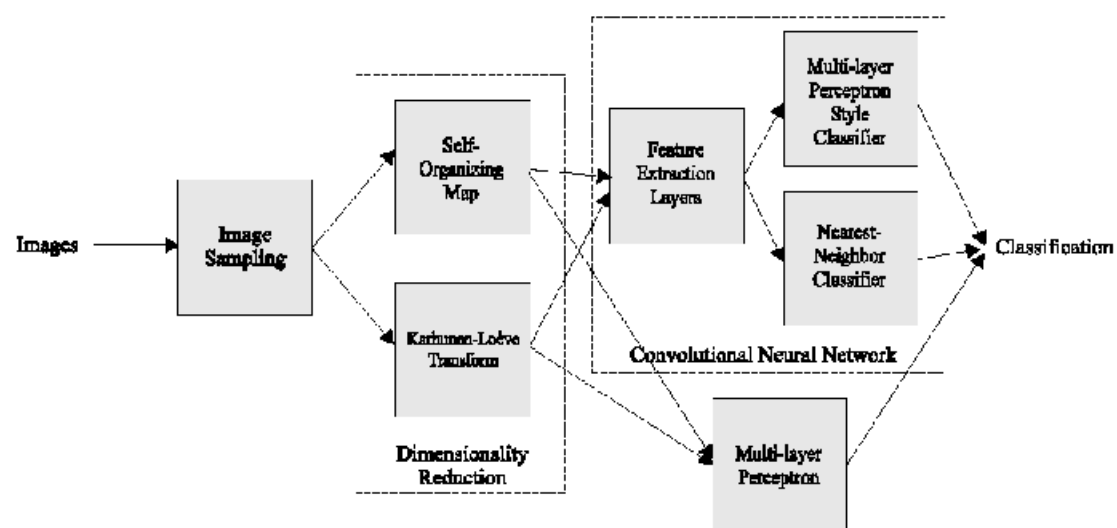 Images
Image
Sampling
Self-
Organizing
Map
Karhunen-Loève
Transform
Dimensionality
Reduction
Feature
Extraction
Layers
Multi-layer
Perceptron
Style
Classifier
Nearest-
Neighbor
Classifier
Convolutional Neural Network
Multi-layer
Perceptron
Classification